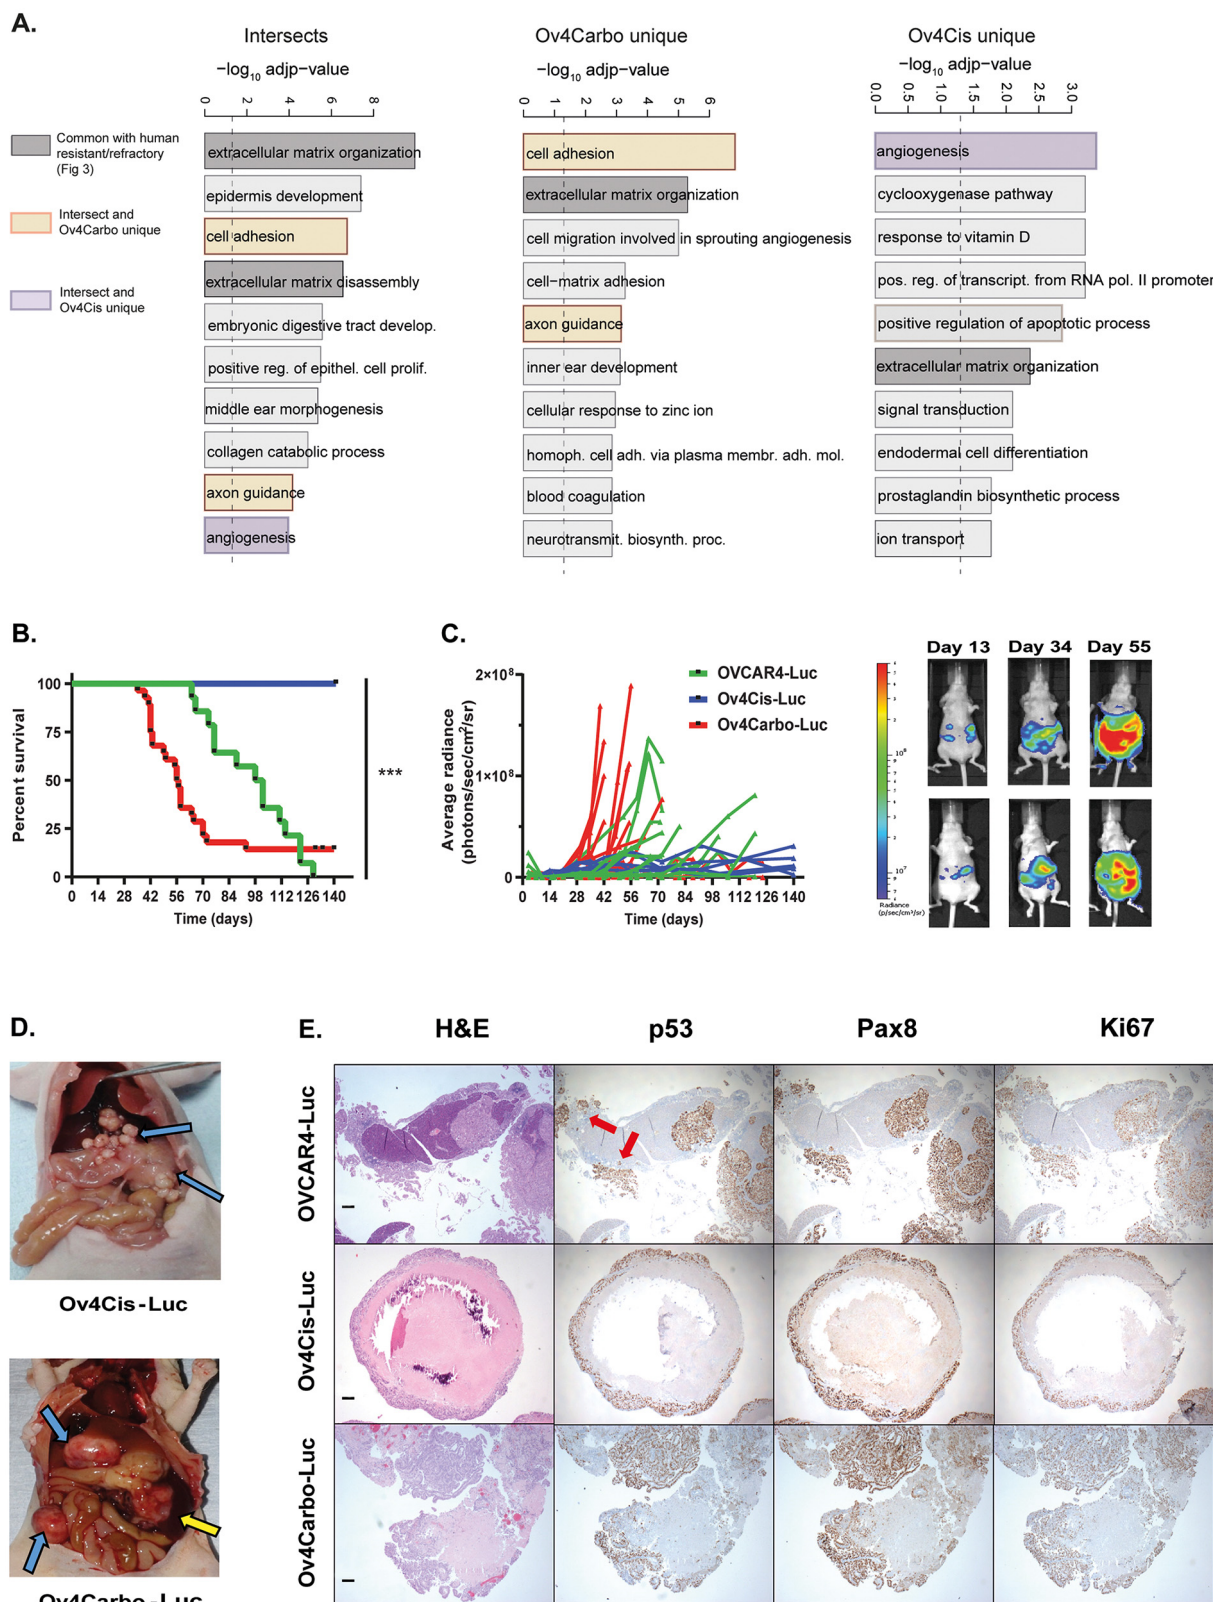 A.
Intersects
−log10 adjp−value
0 2 4 6 8
Ov4Carbo unique
−log10 adjp−value
0 1 2 3 4 5 6
Ov4Cis unique
−log10 adjp−value
0.0 0.5 1.0 1.5 2.0 2.5 3.0
Common with human
resistant/refractory
(Fig 3)
Intersect and
Ov4Carbo unique
Intersect and
Ov4Cis unique
extracellular matrix organization
epidermis development
cell adhesion
extracellular matrix disassembly
embryonic digestive tract develop.
positive reg. of epithel. cell prolif.
middle ear morphogenesis
collagen catabolic process
axon guidance
angiogenesis
cell adhesion
extracellular matrix organization
cell migration involved in sprouting angiogenesis
cell−matrix adhesion
axon guidance
inner ear development
cellular response to zinc ion
homoph. cell adh. via plasma membr. adh. mol.
blood coagulation
neurotransmit. biosynth. proc.
angiogenesis
cyclooxygenase pathway
response to vitamin D
pos. reg. of transcript. from RNA pol. II promoter
positive regulation of apoptotic process
extracellular matrix organization
signal transduction
endodermal cell differentiation
prostaglandin biosynthetic process
ion transport
B.
Percent survival
100
75
50
25
0
0 14 28 42 56 70 84 98 112 126 140
Time (days)
***
C.
Average radiance
(photons/sec/cm²/sr)
2×10⁸
1×10⁸
0
0 14 28 42 56 70 84 98 112 126 140
Time (days)
OVCAR4-Luc
Ov4Cis-Luc
Ov4Carbo-Luc
10⁸
10⁷
Radiance
(p/sec/cm²/sr)
Day 13 Day 34 Day 55
D.
Ov4Cis-Luc
Ov4Carbo-Luc
E.
H&E p53 Pax8 Ki67
OVCAR4-Luc
Ov4Cis-Luc
Ov4Carbo-Luc